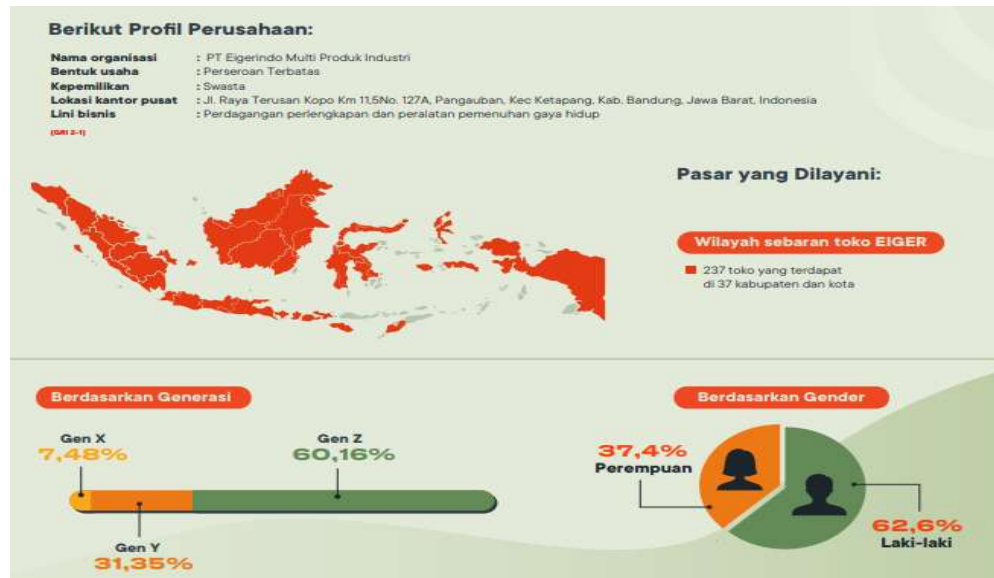 Berikut Profil Perusahaan:
Nama organisasi : PT Eigerindo Multi Produk Industri
Bentuk usaha : Perseroan Terbatas
Kepemilikan : Swasta
Lokasi kantor pusat : Jl. Raya Terusan Kopo Km 11,5No. 127A, Pangauban, Kec Ketapang. Kab. Bandung, Jawa Barat, Indonesia
Lini bisnis : Perdagangan perlengkapan dan peralatan pemenuhan gaya hidup
(GRI 2-1)
Pasar yang Dilayani:
Wilayah sebaran toko EIGER
237 toko yang terdapat
di 37 kabupaten dan kota
Berdasarkan Generasi
Gen X
7,48%
Gen Z
60,16%
Gen Y
31,35%
Berdasarkan Gender
37,4%
Perempuan
62,6%
Laki-laki